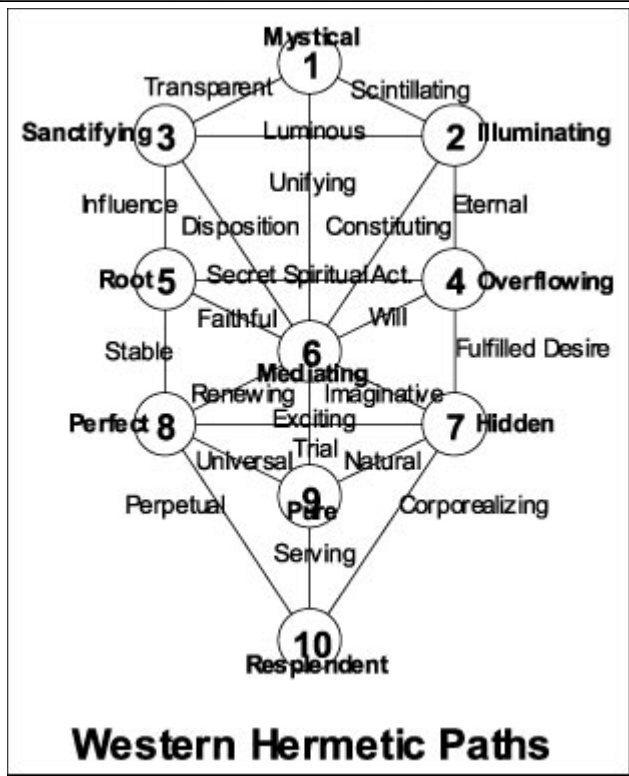 Mystical
1
Transparent Scintillating
Sanctifying 3 Luminous 2 Illuminating
Unifying
Influence Eternal
Disposition Constituting
Root 5 Secret Spiritual Act. 4 Overflowing
Faithful Will
Stable 6 Fulfilled Desire
Mediating
Renewing Imaginative
Perfect 8 Exciting 7 Hidden
Trial
Universal Natural
9
Perpetual Pure Corporealizing
Serving
10
Resplendent
Western Hermetic Paths